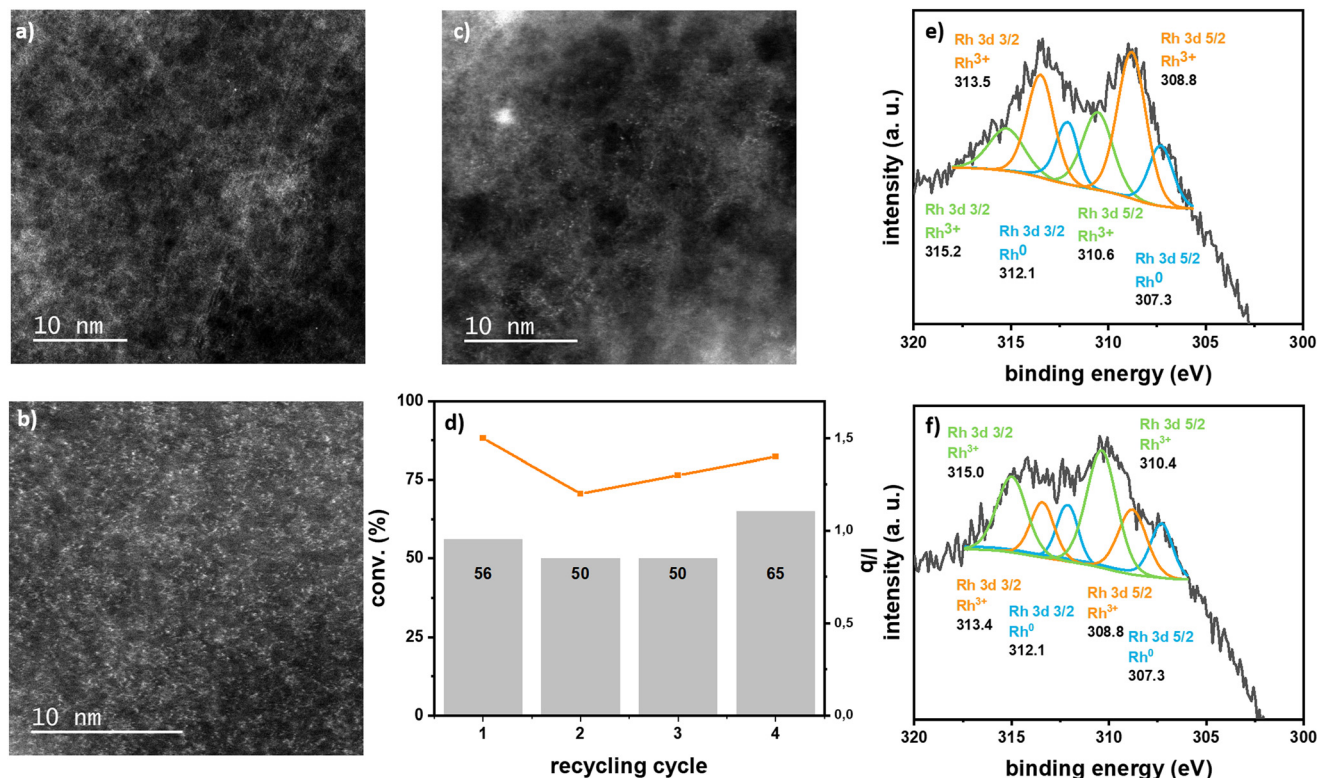 a)
10 nm
b)
10 nm
c)
10 nm
d)
conv. (%)
100
75
50
25
0
56
50
50
65
1
2
3
4
recycling cycle
1,5
1,0
0,5
0,0
l/b
e)
Rh 3d 3/2
Rh3+
313.5
Rh 3d 5/2
Rh3+
308.8
Rh 3d 3/2
Rh3+
315.2
Rh 3d 3/2
Rh0
312.1
Rh 3d 5/2
Rh3+
310.6
Rh 3d 5/2
Rh0
307.3
intensity (a. u.)
320
315
310
305
300
binding energy (eV)
f)
Rh 3d 3/2
Rh3+
315.0
Rh 3d 5/2
Rh3+
310.4
Rh 3d 3/2
Rh3+
313.4
Rh 3d 3/2
Rh0
312.1
Rh 3d 5/2
Rh3+
308.8
Rh 3d 5/2
Rh0
307.3
intensity (a. u.)
320
315
310
305
300
binding energy (eV)